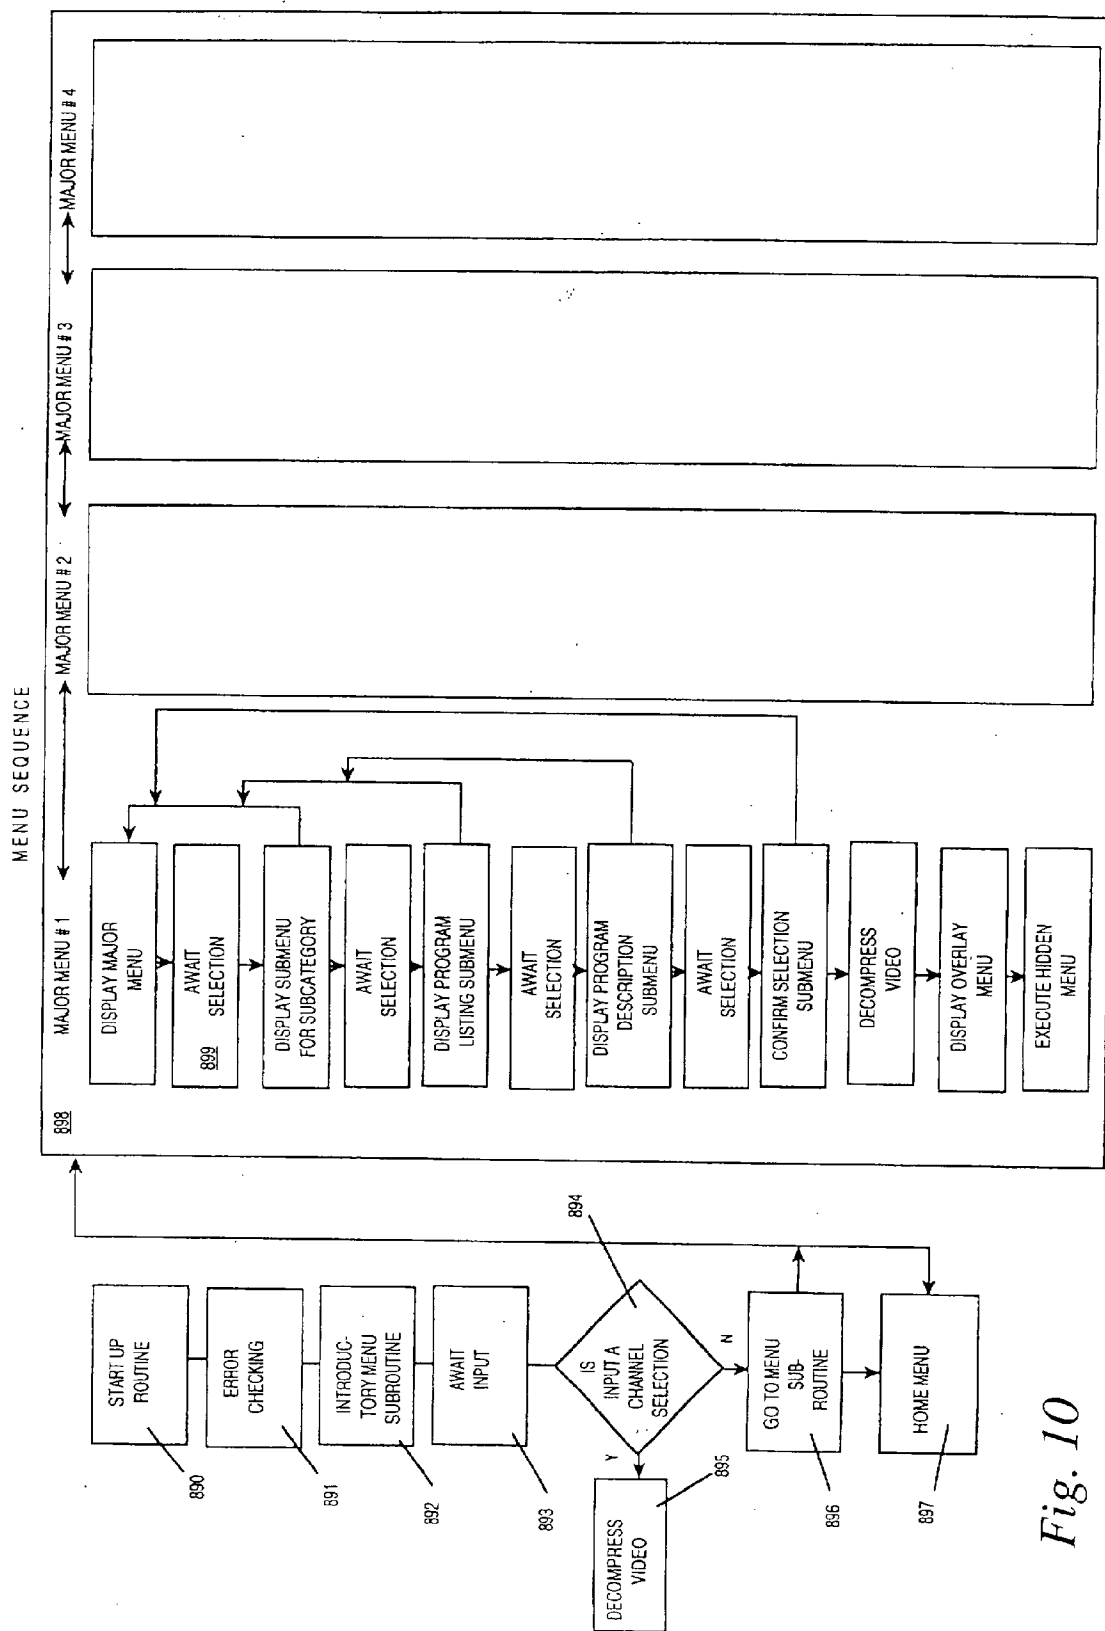 MENU SEQUENCE
START UP
ROUTINE
890
ERROR
CHECKING
891
INTRODUC-
TORY MENU
SUBROUTINE
892
AWAIT
INPUT
893
IS
INPUT A
CHANNEL
SELECTION
894
Y
N
DECOMPRESS
VIDEO
895
GO TO MENU
SUB-
ROUTINE
896
HOME MENU
897
898
MAJOR MENU # 1
DISPLAY MAJOR
MENU
AWAIT
SELECTION
899
DISPLAY SUBMENU
FOR SUBCATEGORY
AWAIT
SELECTION
DISPLAY PROGRAM
LISTING SUBMENU
AWAIT
SELECTION
DISPLAY PROGRAM
DESCRIPTION
SUBMENU
AWAIT
SELECTION
CONFIRM SELECTION
SUBMENU
DECOMPRESS
VIDEO
DISPLAY OVERLAY
MENU
EXECUTE HIDDEN
MENU
MAJOR MENU # 2
MAJOR MENU # 3
MAJOR MENU # 4
Fig. 10